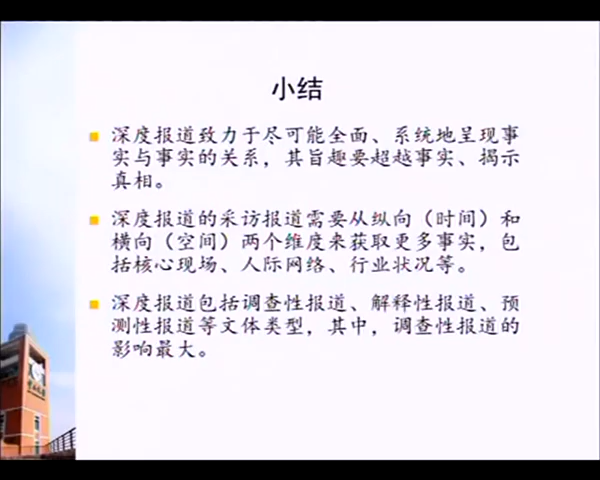 小结
深度报道致力于尽可能全面、系统地呈现事
实与事实的关系，其旨趣要超越事实、揭示
真相。
深度报道的采访报道需要从纵向（时间）和
横向（空间）两个维度来获取更多事实，包
括核心现场、人际网络、行业状况等。
深度报道包括调查性报道、解释性报道、预
测性报道等文体类型，其中，调查性报道的
影响最大。